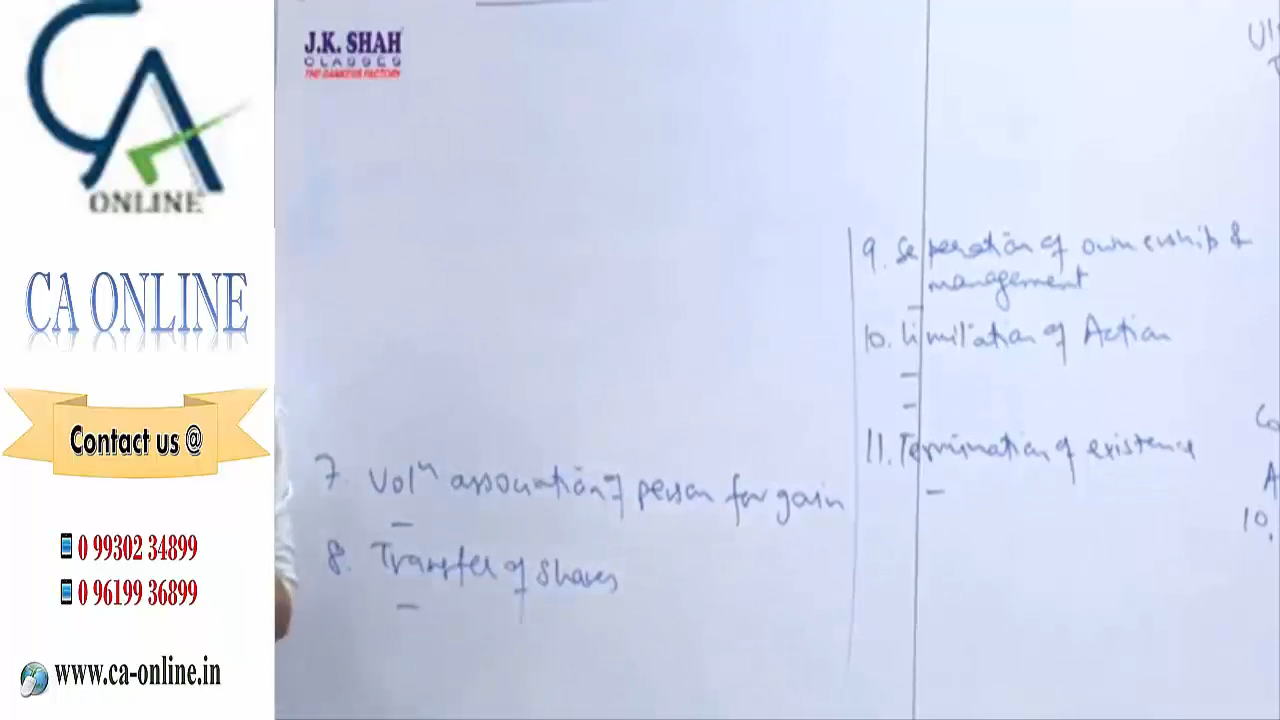 CA
ONLINE
CA ONLINE
Contact us @
0 99302 34899
0 96199 36899
www.ca-online.in
J.K. SHAH
CLASSES
7. Volⁿ association of person for gain
8. Transfer of shares
9. Separation of ownership &
management
10. Limitation of Action
11. Termination of existence
10.